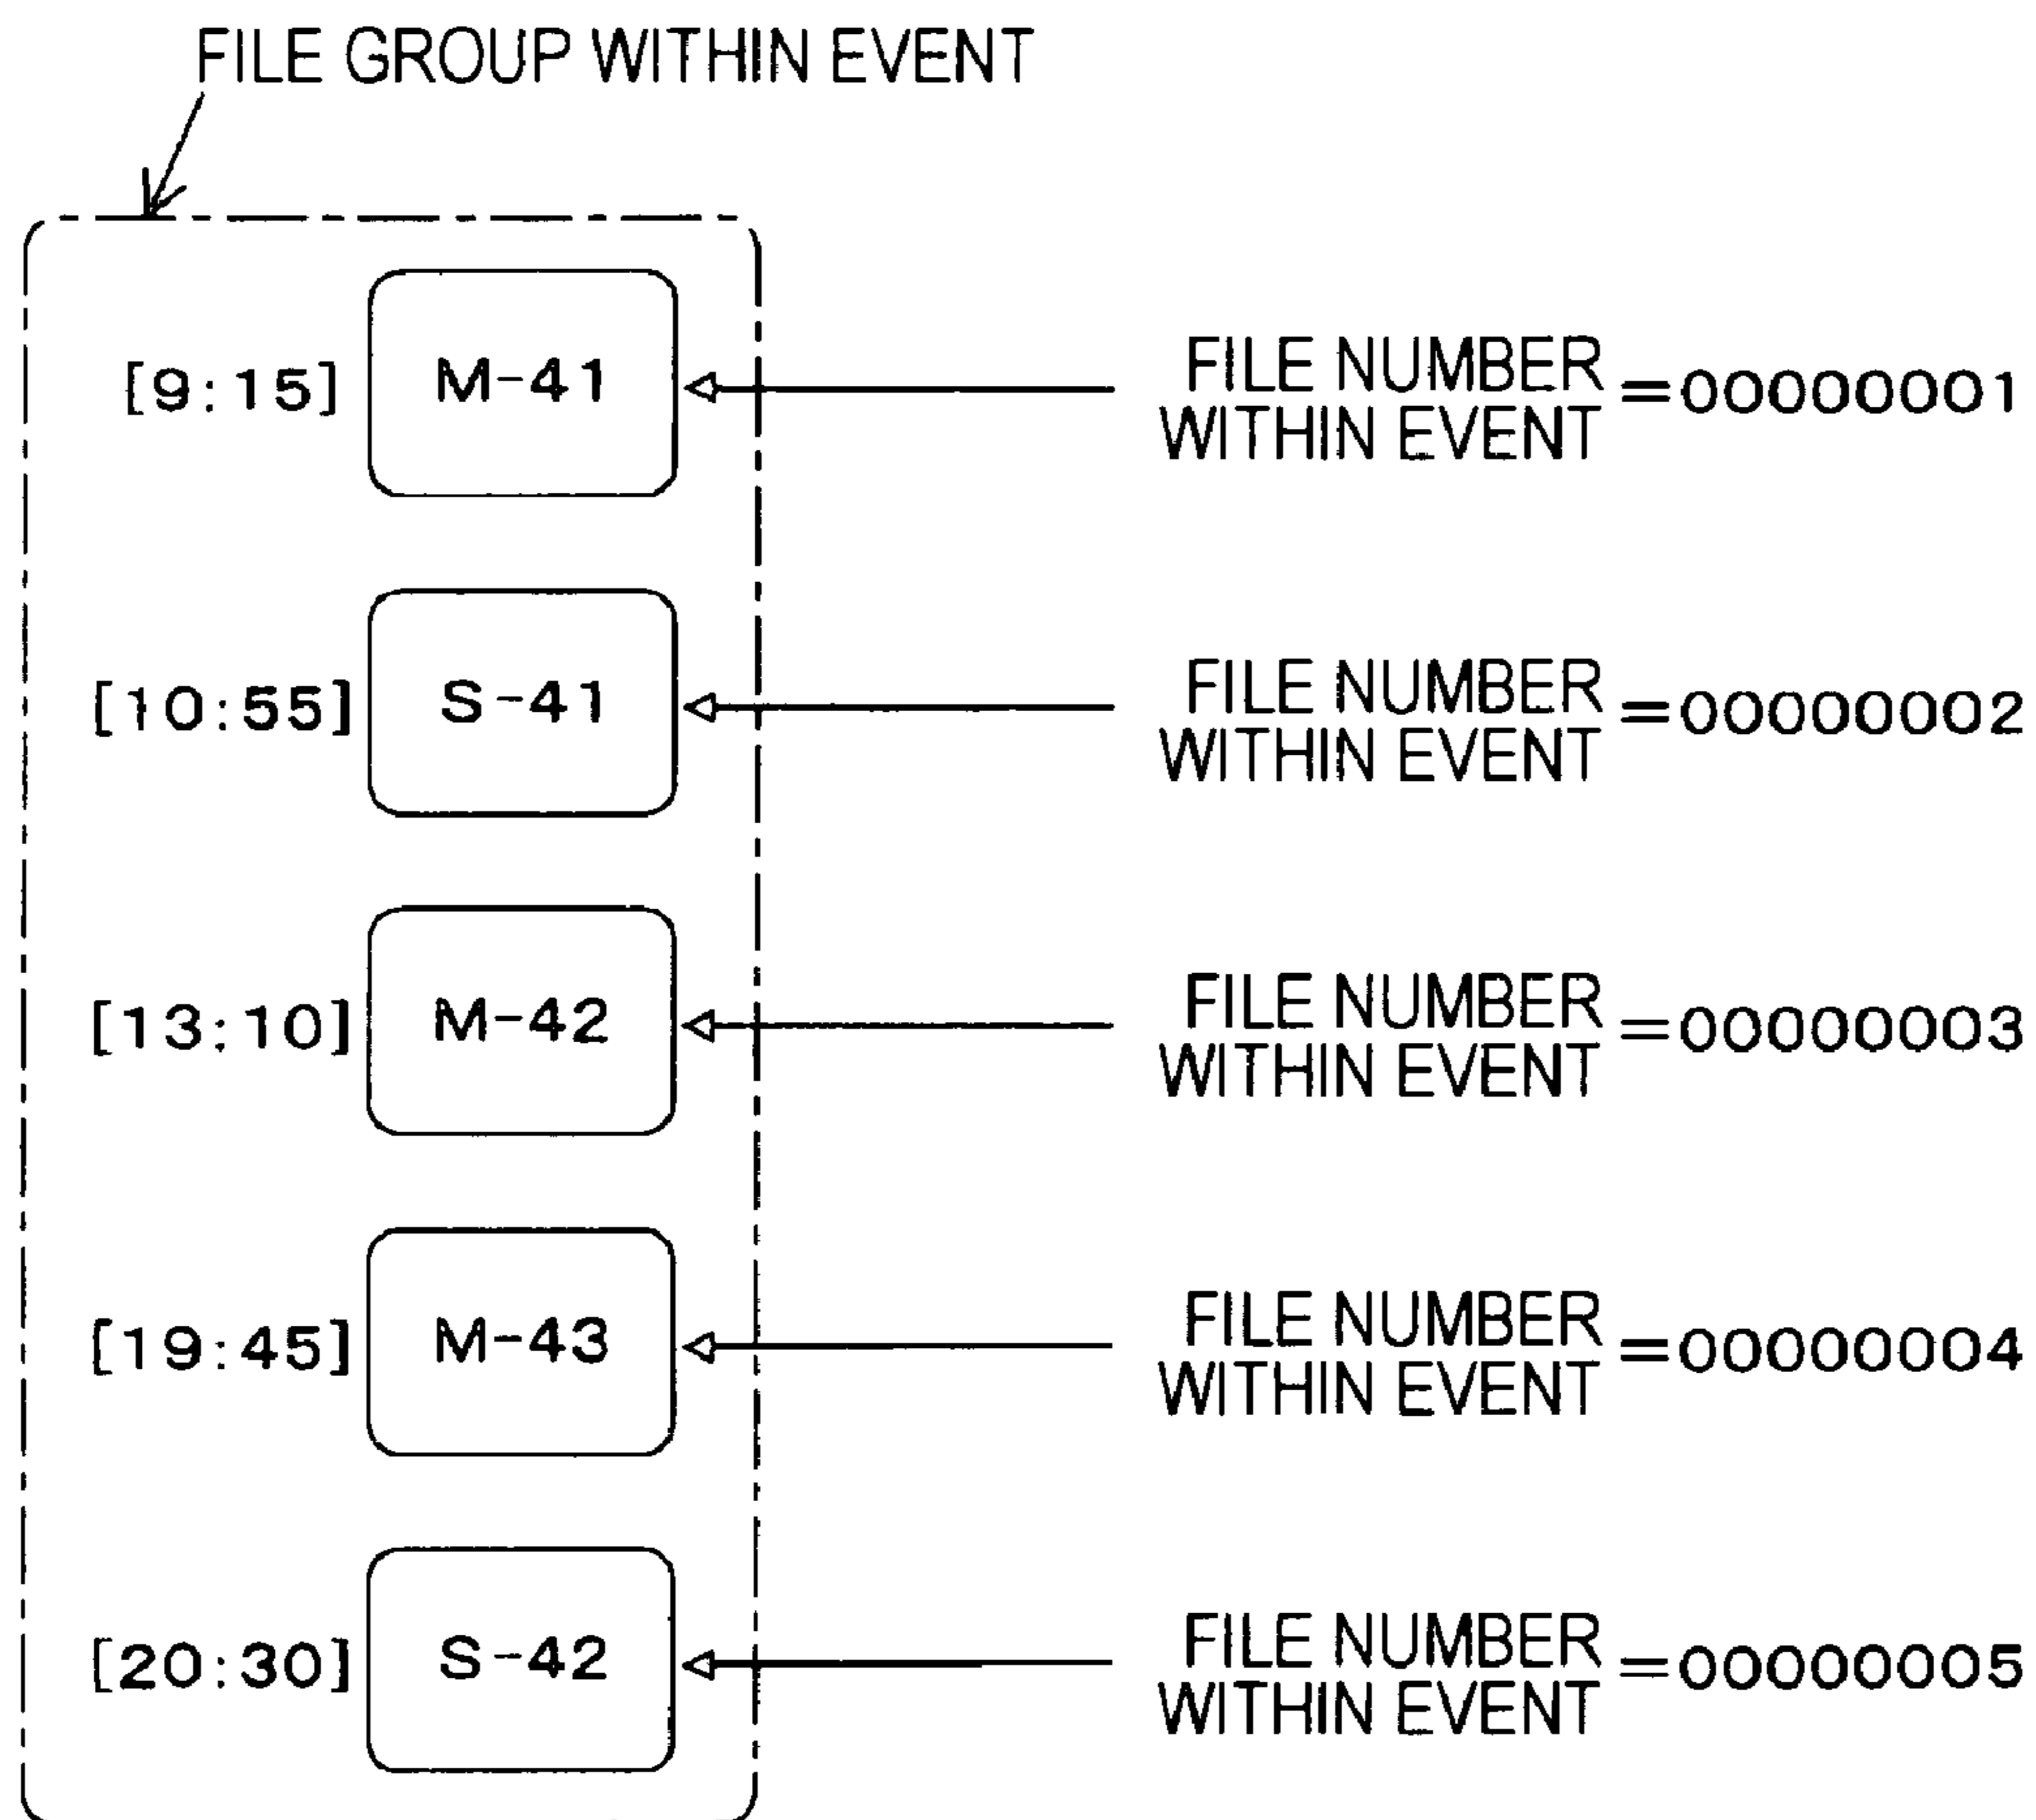 FILE GROUP WITHIN EVENT
[9:15] M-41 FILE NUMBER WITHIN EVENT =00000001
[10:55] S-41 FILE NUMBER WITHIN EVENT =00000002
[13:10] M-42 FILE NUMBER WITHIN EVENT =00000003
[19:45] M-43 FILE NUMBER WITHIN EVENT =00000004
[20:30] S-42 FILE NUMBER WITHIN EVENT =00000005